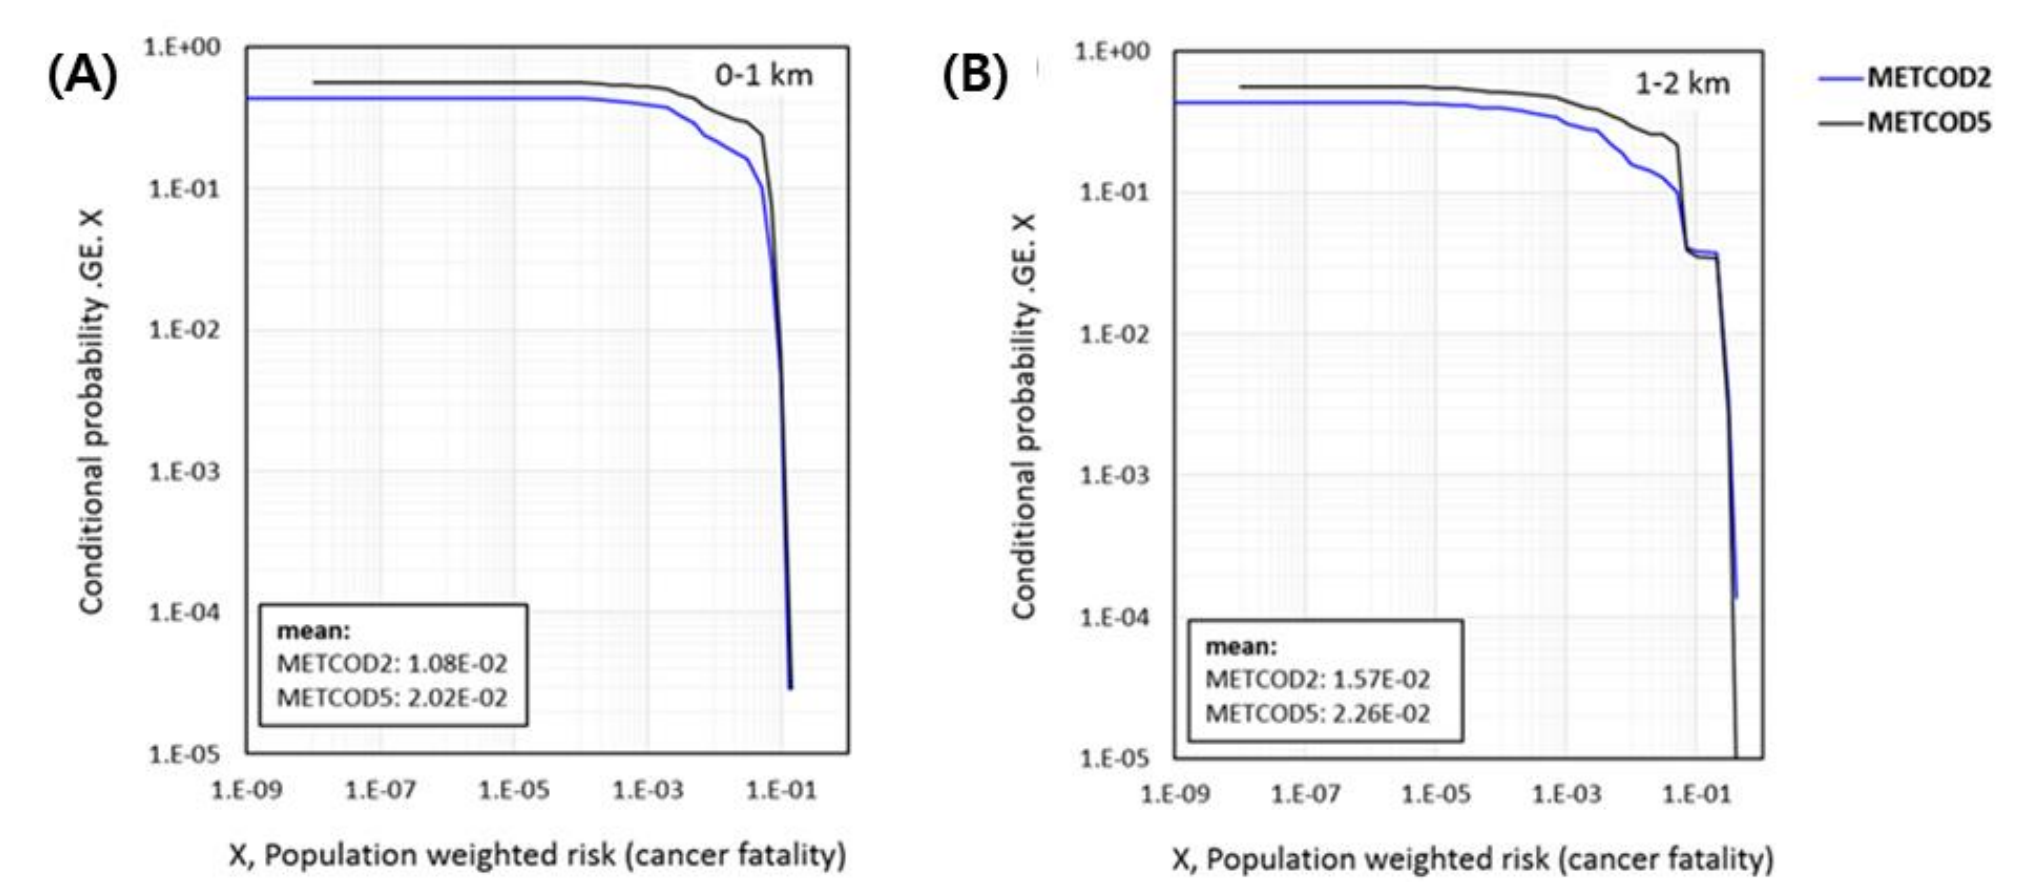 (A)
1.E+00
1.E-01
1.E-02
1.E-03
1.E-04
1.E-05
Conditional probability .GE. X
0-1 km
mean:
METCOD2: 1.08E-02
METCOD5: 2.02E-02
1.E-09 1.E-07 1.E-05 1.E-03 1.E-01
X, Population weighted risk (cancer fatality)
(B)
1.E+00
1.E-01
1.E-02
1.E-03
1.E-04
1.E-05
Conditional probability .GE. X
1-2 km
mean:
METCOD2: 1.57E-02
METCOD5: 2.26E-02
1.E-09 1.E-07 1.E-05 1.E-03 1.E-01
X, Population weighted risk (cancer fatality)
METCOD2
METCOD5